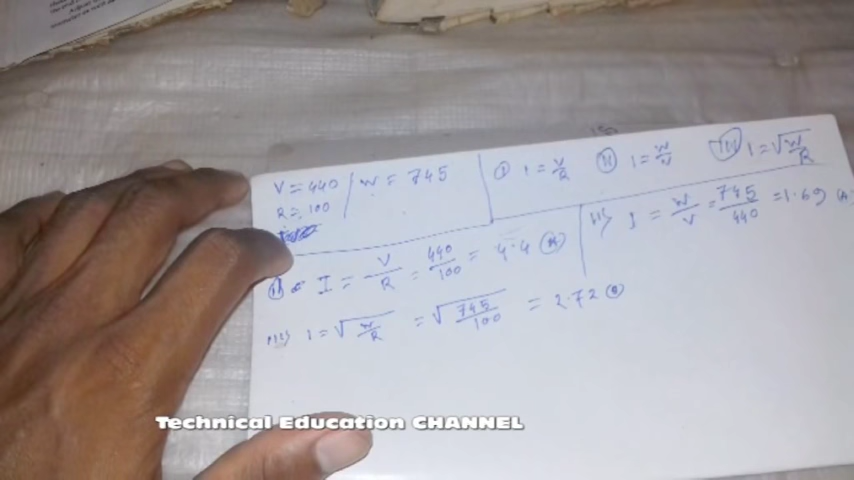 V = 440
R = 100
W = 745
(I) I = V/R
(II) I = W/V
(III) I = √W/R
I = V/R = 440/100 = 4.4 (A)
II) I = W/V = 745/440 = 1.69 (A)
III) I = √W/R = √745/100 = 2.72 (A)
Technical Education CHANNEL